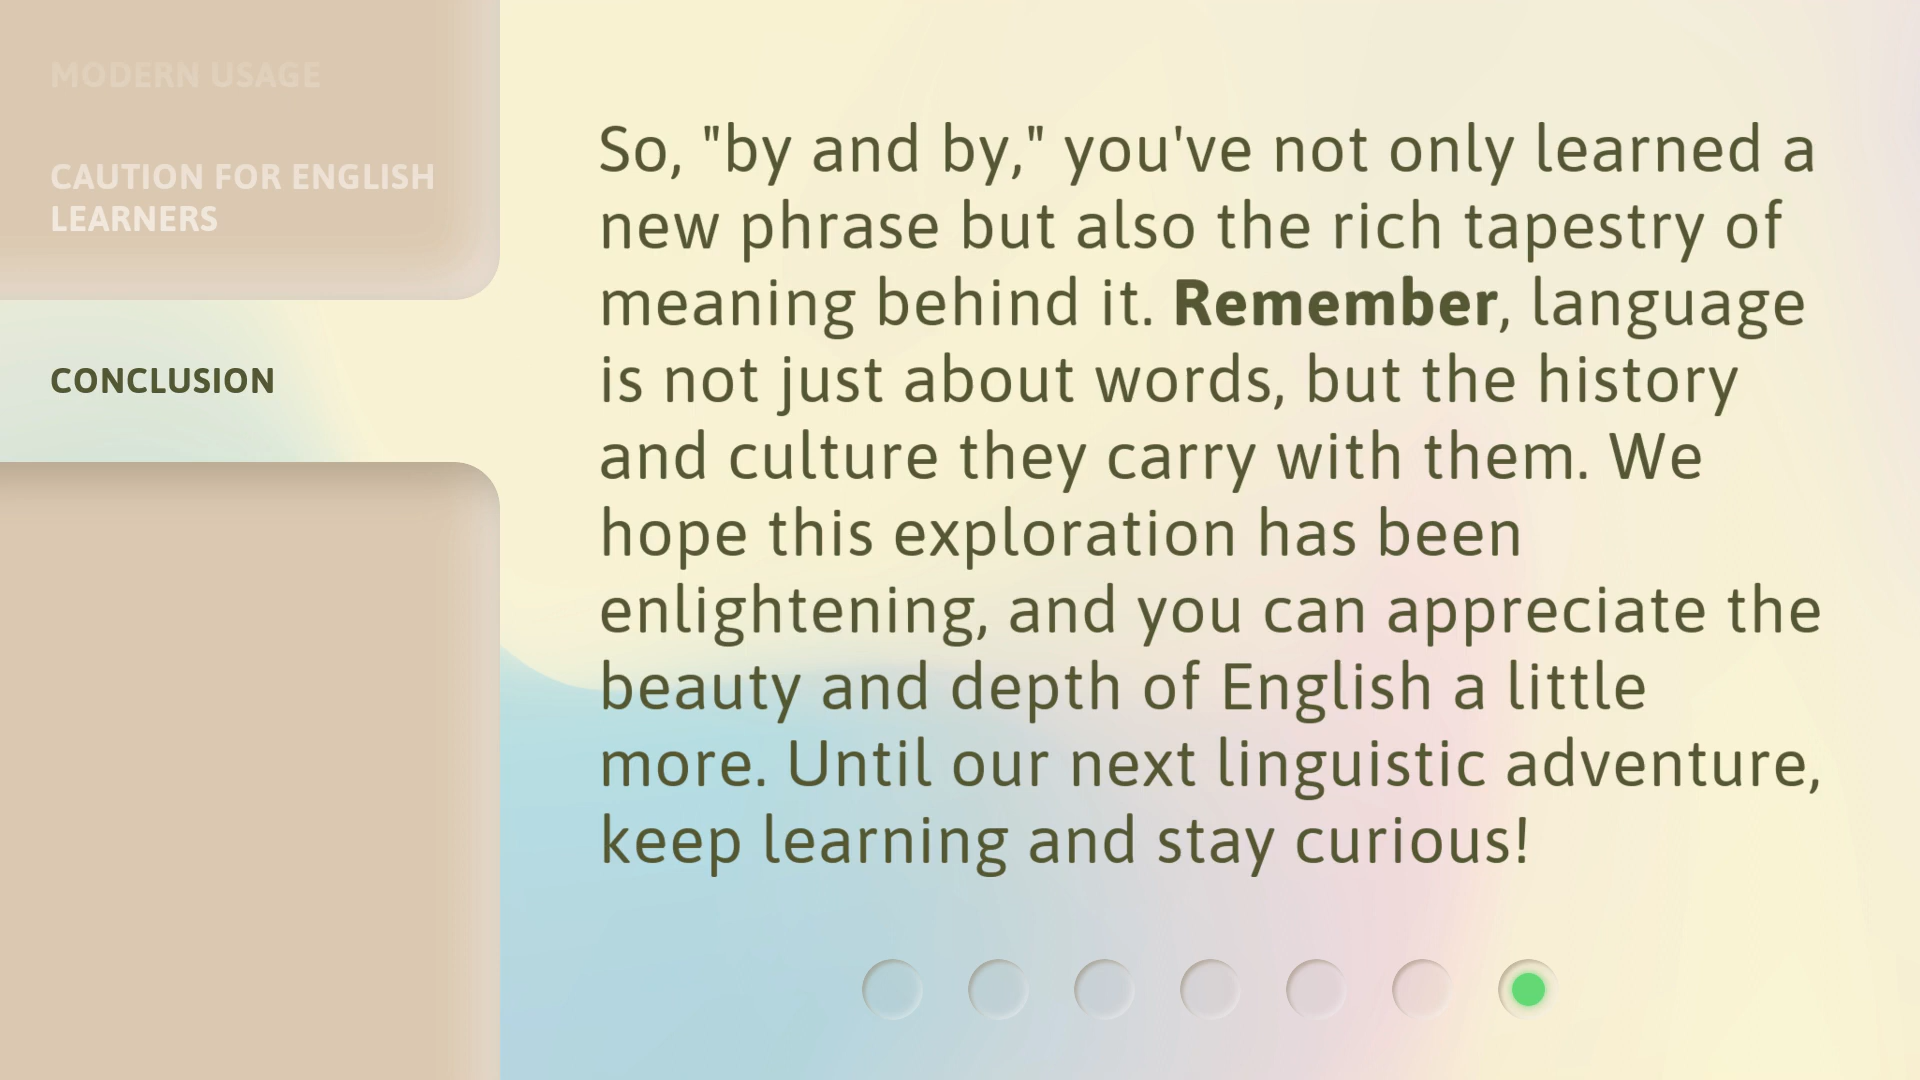 MODERN USAGE
CAUTION FOR ENGLISH
LEARNERS
CONCLUSION
So, "by and by," you've not only learned a
new phrase but also the rich tapestry of
meaning behind it. Remember, language
is not just about words, but the history
and culture they carry with them. We
hope this exploration has been
enlightening, and you can appreciate the
beauty and depth of English a little
more. Until our next linguistic adventure,
keep learning and stay curious!